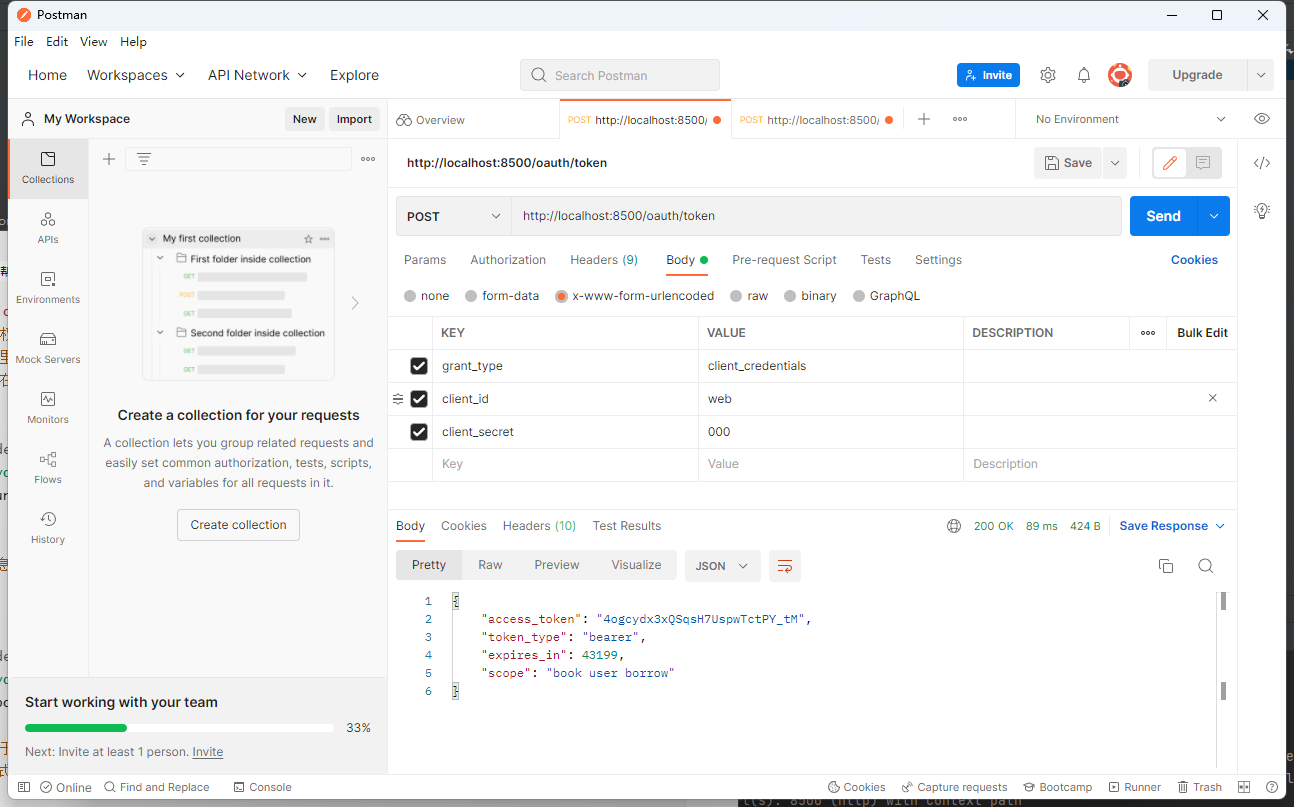 Postman
File Edit View Help
Home Workspaces API Network Explore
Search Postman
Invite
Upgrade
My Workspace
New Import
Overview
POST http://localhost:8500/
POST http://localhost:8500/
No Environment
Collections
APIs
Environments
Mock Servers
Monitors
Flows
History
My first collection
First folder inside collection
GET
POST
GET
Second folder inside collection
GET
GET
Create a collection for your requests
A collection lets you group related requests and
easily set common authorization, tests, scripts,
and variables for all requests in it.
Create collection
Start working with your team
33%
Next: Invite at least 1 person. Invite
http://localhost:8500/oauth/token
Save
POST http://localhost:8500/oauth/token
Send
Params Authorization Headers (9) Body Pre-request Script Tests Settings Cookies
none form-data x-www-form-urlencoded raw binary GraphQL
KEY VALUE DESCRIPTION Bulk Edit
grant_type client_credentials
client_id web
client_secret 000
Key Value Description
Body Cookies Headers (10) Test Results
200 OK 89 ms 424 B Save Response
Pretty Raw Preview Visualize JSON
1 {
2 "access_token": "4ogcydx3xQSqsH7UspwTctPY_tM",
3 "token_type": "bearer",
4 "expires_in": 43199,
5 "scope": "book user borrow"
6 }
Online Find and Replace Console
Cookies Capture requests Bootcamp Runner Trash
8500 (http) with context path